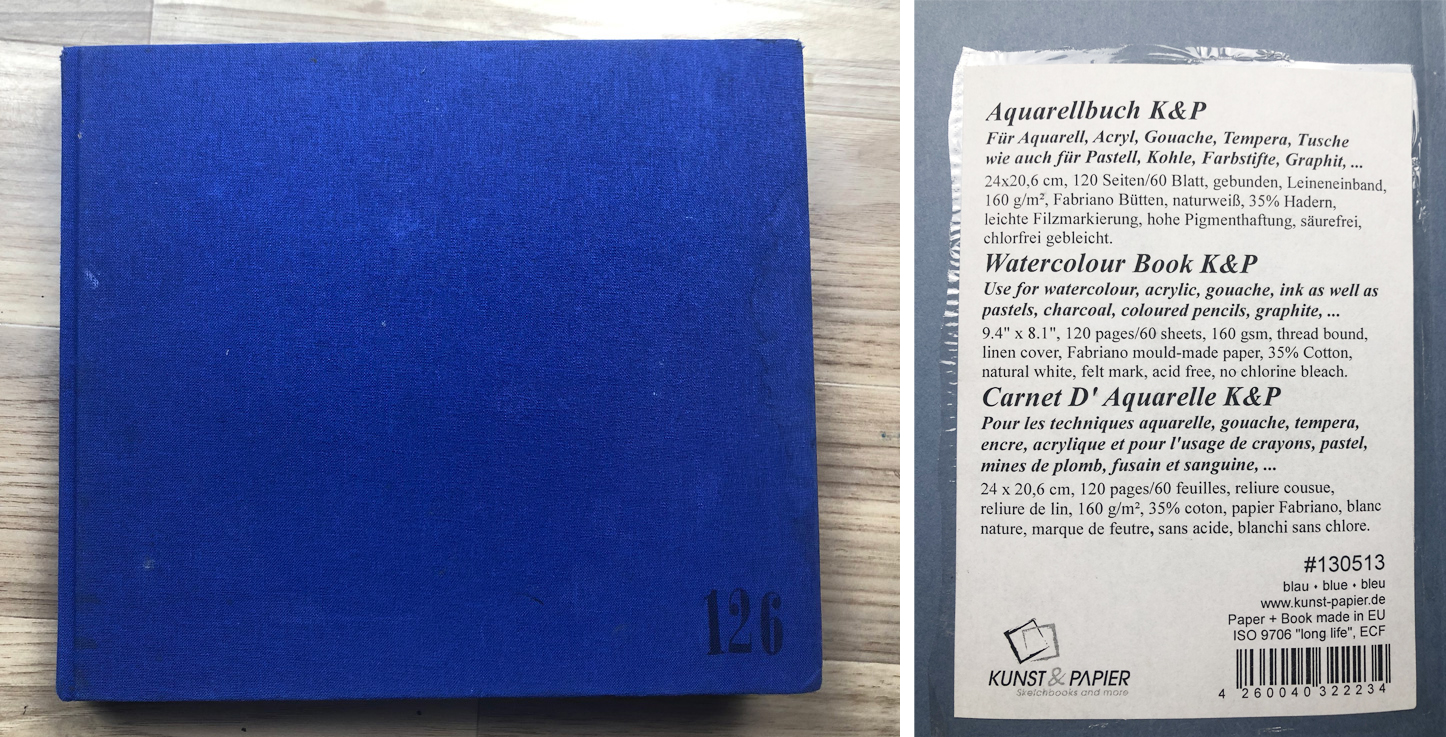 126
Aquarellbuch K&P
Für Aquarell, Acryl, Gouache, Tempera, Tusche
wie auch für Pastell, Kohle, Farbstifte, Graphit, ...
24x20,6 cm, 120 Seiten/60 Blatt, gebunden, Leineneinband,
160 g/m², Fabriano Bütten, naturweiß, 35% Hadern,
leichte Filzmarkierung, hohe Pigmenthaftung, säurefrei,
chlorfrei gebleicht.
Watercolour Book K&P
Use for watercolour, acrylic, gouache, ink as well as
pastels, charcoal, coloured pencils, graphite, ...
9.4" x 8.1", 120 pages/60 sheets, 160 gsm, thread bound,
linen cover, Fabriano mould-made paper, 35% Cotton,
natural white, felt mark, acid free, no chlorine bleach.
Carnet D' Aquarelle K&P
Pour les techniques aquarelle, gouache, tempera,
encre, acrylique et pour l'usage de crayons, pastel,
mines de plomb, fusain et sanguine, ...
24 x 20,6 cm, 120 pages/60 feuilles, reliure cousue,
reliure de lin, 160 g/m², 35% coton, papier Fabriano, blanc
nature, marque de feutre, sans acide, blanchi sans chlore.
#130513
blau • blue • bleu
www.kunst-papier.de
Paper + Book made in EU
ISO 9706 "long life", ECF
KUNST & PAPIER
Sketchbooks and more
4 260040 322234